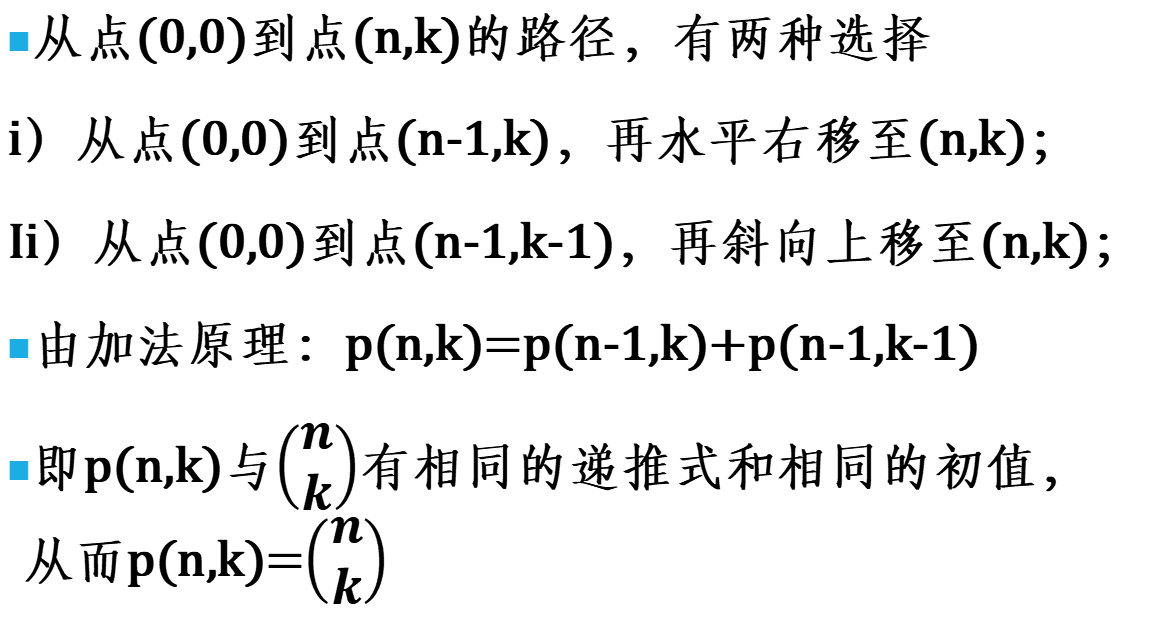 ▪从点(0,0)到点(n,k)的路径，有两种选择
i）从点(0,0)到点(n-1,k)，再水平右移至(n,k)；
Ii）从点(0,0)到点(n-1,k-1)，再斜向上移至(n,k)；
▪由加法原理：p(n,k)=p(n-1,k)+p(n-1,k-1)
▪即p(n,k)与$\binom{n}{k}$有相同的递推式和相同的初值，
从而p(n,k)=$\binom{n}{k}$